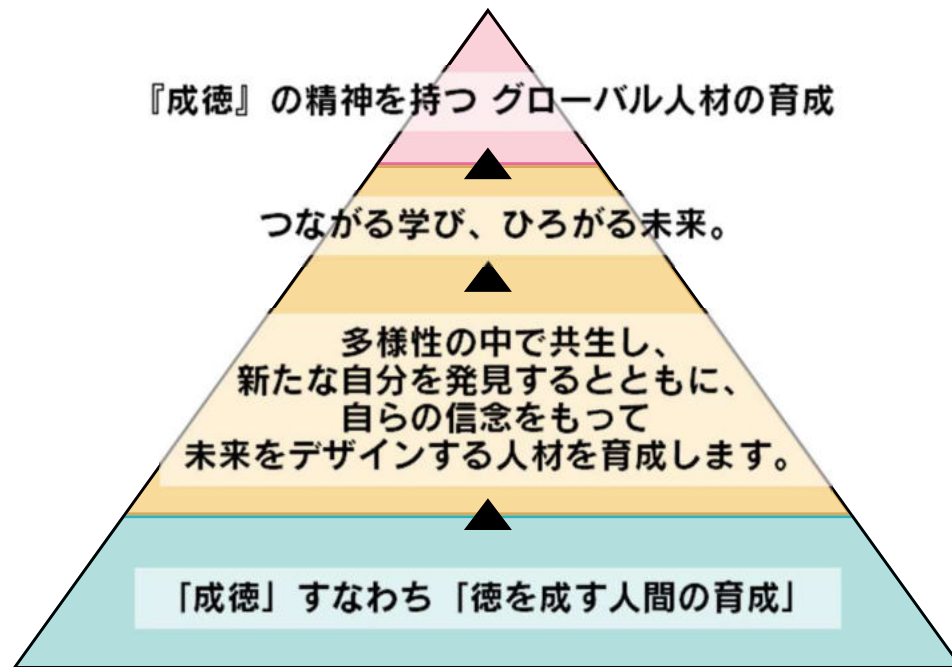 『成徳』の精神を持つ グローバル人材の育成
つながる学び、ひろがる未来。
多様性の中で共生し、
新たな自分を発見するとともに、
自らの信念をもって
未来をデザインする人材を育成します。
「成徳」すなわち「徳を成す人間の育成」